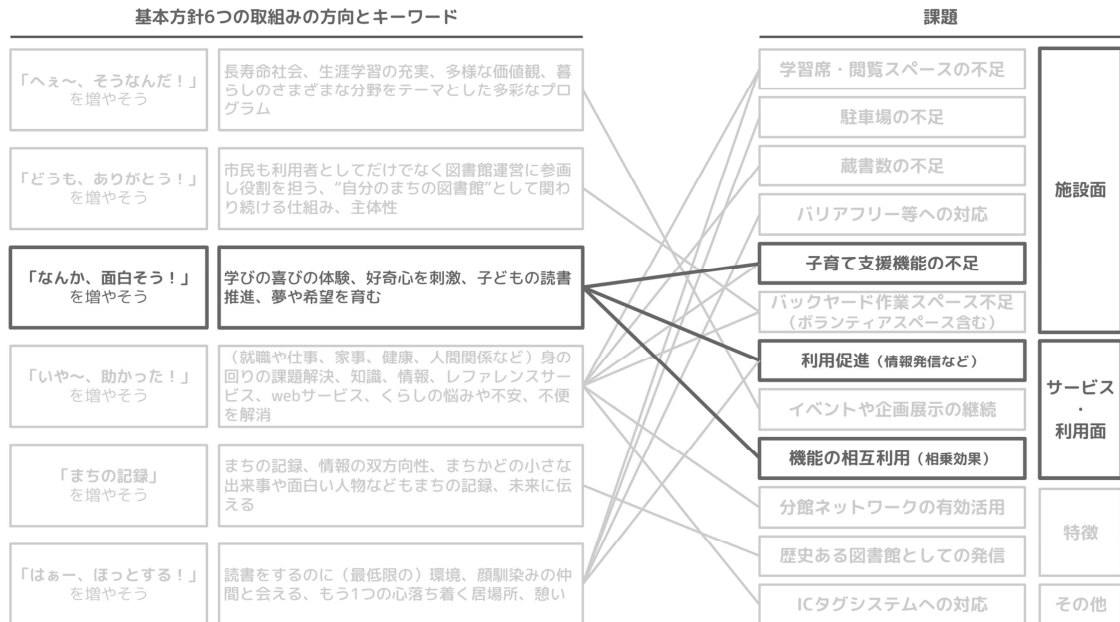 基本方針6つの取組みの方向とキーワード
「へぇ〜、そうなんだ！」
を増やそう
長寿命社会、生涯学習の充実、多様な価値観、暮
らしのさまざまな分野をテーマとした多彩なプロ
グラム
「どうも、ありがとう！」
を増やそう
市民も利用者としてだけでなく図書館運営に参画
し役割を担う、”自分のまちの図書館”として関わ
り続ける仕組み、主体性
「なんか、面白そう！」
を増やそう
学びの喜びの体験、好奇心を刺激、子どもの読書
推進、夢や希望を育む
「いや〜、助かった！」
を増やそう
（就職や仕事、家事、健康、人間関係など）身の
回りの課題解決、知識、情報、レファレンスサー
ビス、webサービス、くらしの悩みや不安、不便
を解消
「まちの記録」
を増やそう
まちの記録、情報の双方向性、まちかどの小さな
出来事や面白い人物などもまちの記録、未来に伝
える
「はぁー、ほっとする！」
を増やそう
読書をするのに（最低限の）環境、顔馴染みの仲
間と会える、もう1つの心落ち着く居場所、憩い
課題
学習席・閲覧スペースの不足
駐車場の不足
蔵書数の不足
バリアフリー等への対応
子育て支援機能の不足
バックヤード作業スペース不足
（ボランティアスペース含む）
利用促進（情報発信など）
イベントや企画展示の継続
機能の相互利用（相乗効果）
分館ネットワークの有効活用
歴史ある図書館としての発信
ICタグシステムへの対応
施設面
サービス
・
利用面
特徴
その他